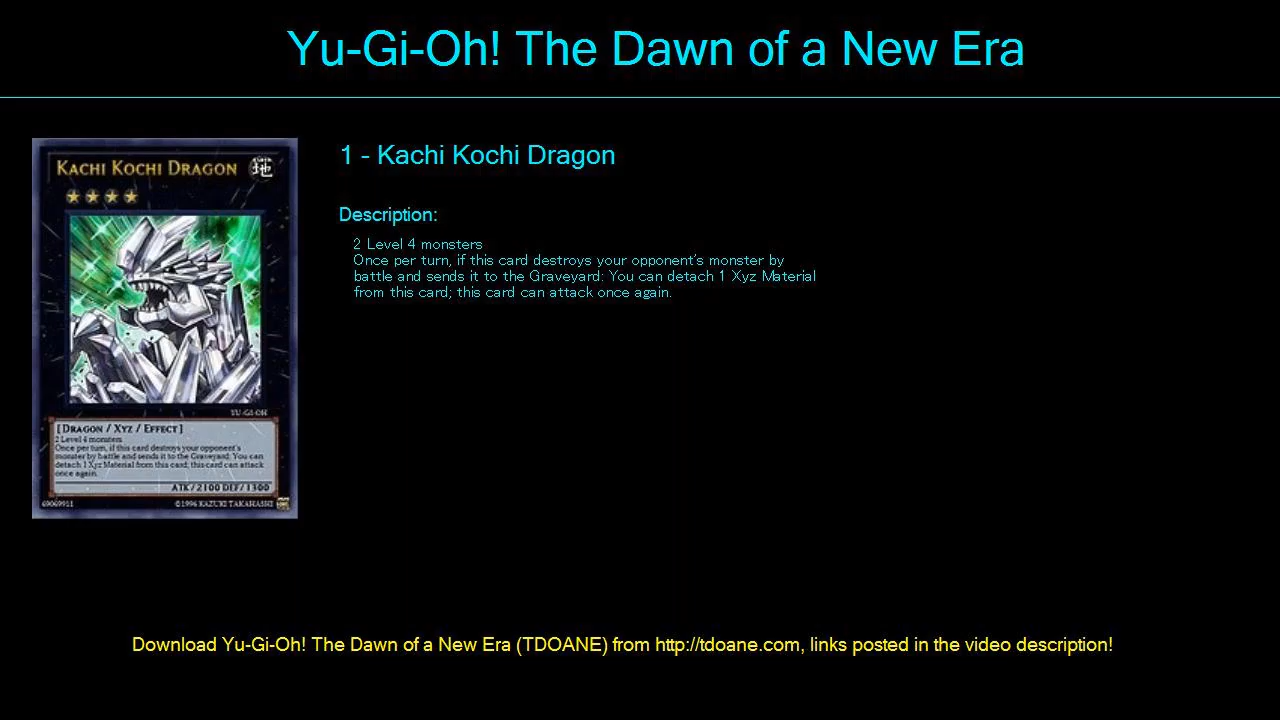 Yu-Gi-Oh! The Dawn of a New Era
KACHI KOCHI DRAGON
地
YU-GI-OH
[DRAGON / XYZ / EFFECT]
2 Level 4 monsters
Once per turn, if this card destroys your opponent's
monster by battle and sends it to the Graveyard: You can
detach 1 Xyz Material from this card; this card can attack
once again.
ATK/2100 DEF/1300
69069911
©1996 KAZUKI TAKAHASHI
1 - Kachi Kochi Dragon
Description:
2 Level 4 monsters
Once per turn, if this card destroys your opponent's monster by
battle and sends it to the Graveyard: You can detach 1 Xyz Material
from this card; this card can attack once again.
Download Yu-Gi-Oh! The Dawn of a New Era (TDOANE) from http://tdoane.com, links posted in the video description!